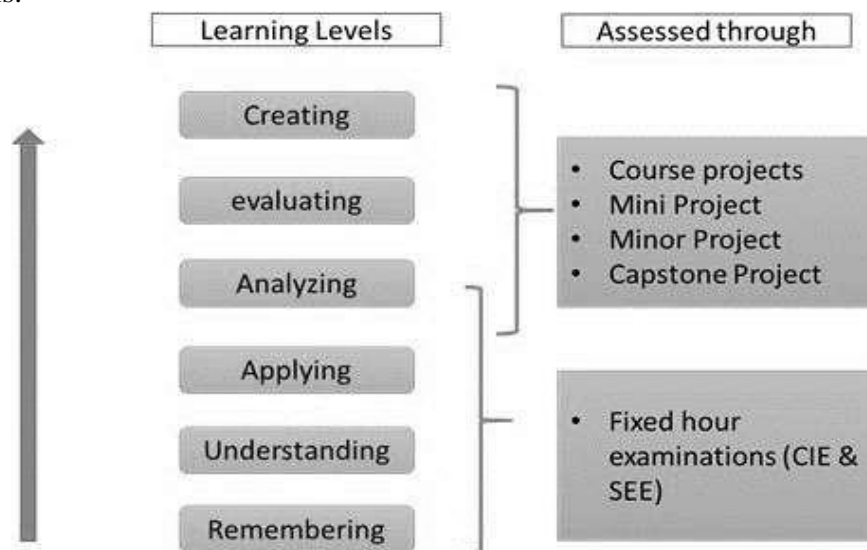 ns.
Learning Levels
Assessed through
Creating
evaluating
Analyzing
Applying
Understanding
Remembering
• Course projects
• Mini Project
• Minor Project
• Capstone Project
• Fixed hour
examinations (CIE &
SEE)